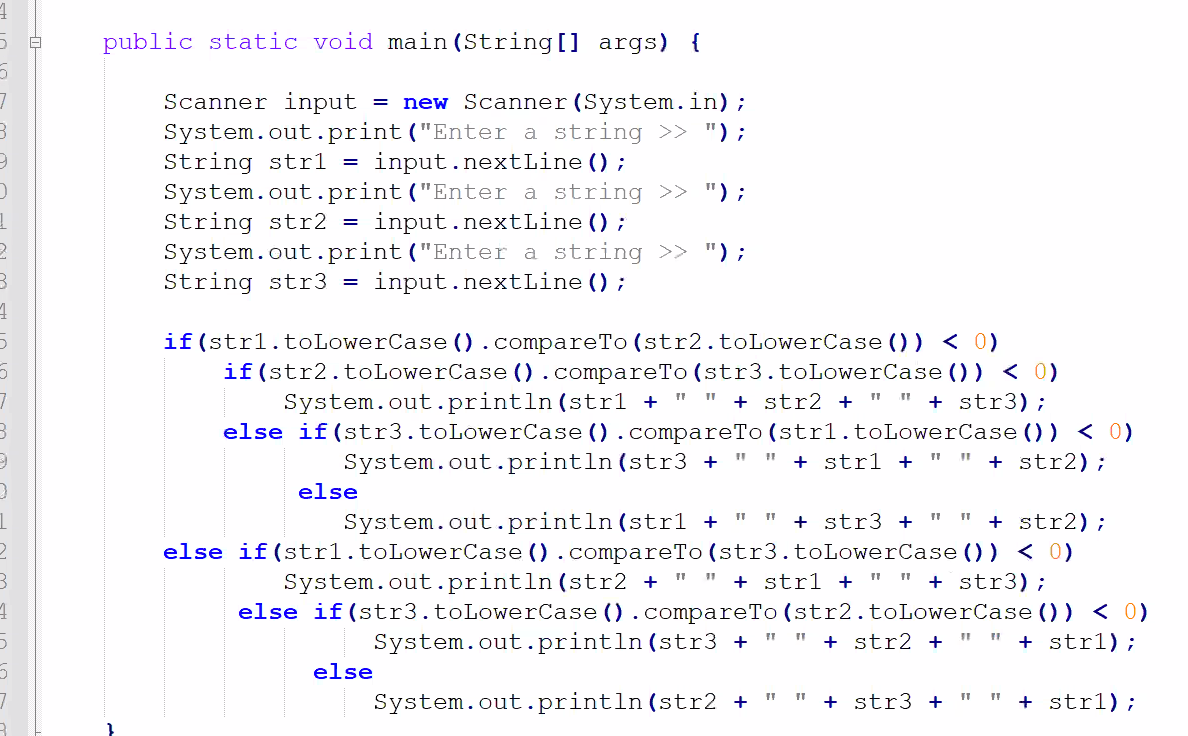 4
5 public static void main(String[] args) {
6
7 Scanner input = new Scanner(System.in);
8 System.out.print("Enter a string >> ");
9 String str1 = input.nextLine();
0 System.out.print("Enter a string >> ");
1 String str2 = input.nextLine();
2 System.out.print("Enter a string >> ");
3 String str3 = input.nextLine();
4
5 if(str1.toLowerCase().compareTo(str2.toLowerCase()) < 0)
6 if(str2.toLowerCase().compareTo(str3.toLowerCase()) < 0)
7 System.out.println(str1 + " " + str2 + " " + str3);
8 else if(str3.toLowerCase().compareTo(str1.toLowerCase()) < 0)
9 System.out.println(str3 + " " + str1 + " " + str2);
0 else
1 System.out.println(str1 + " " + str3 + " " + str2);
2 else if(str1.toLowerCase().compareTo(str3.toLowerCase()) < 0)
3 System.out.println(str2 + " " + str1 + " " + str3);
4 else if(str3.toLowerCase().compareTo(str2.toLowerCase()) < 0)
5 System.out.println(str3 + " " + str2 + " " + str1);
6 else
7 System.out.println(str2 + " " + str3 + " " + str1);
8 }